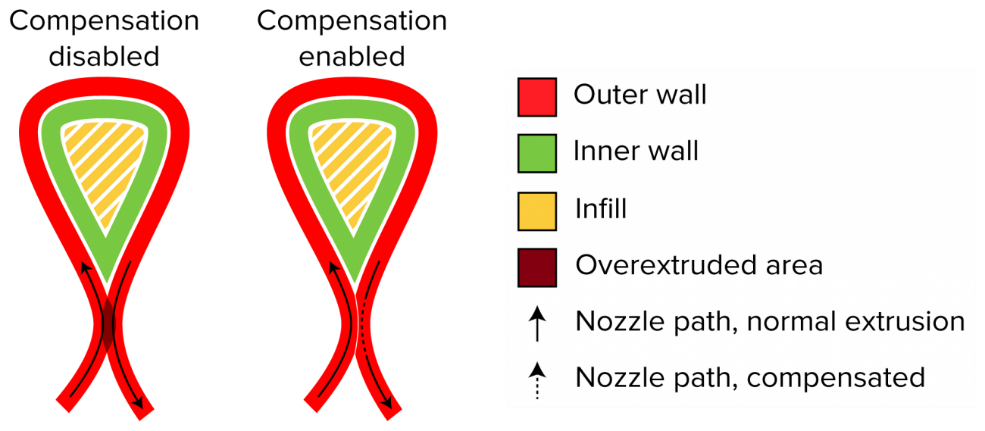 Compensation
disabled
Compensation
enabled
Outer wall
Inner wall
Infill
Overextruded area
Nozzle path, normal extrusion
Nozzle path, compensated